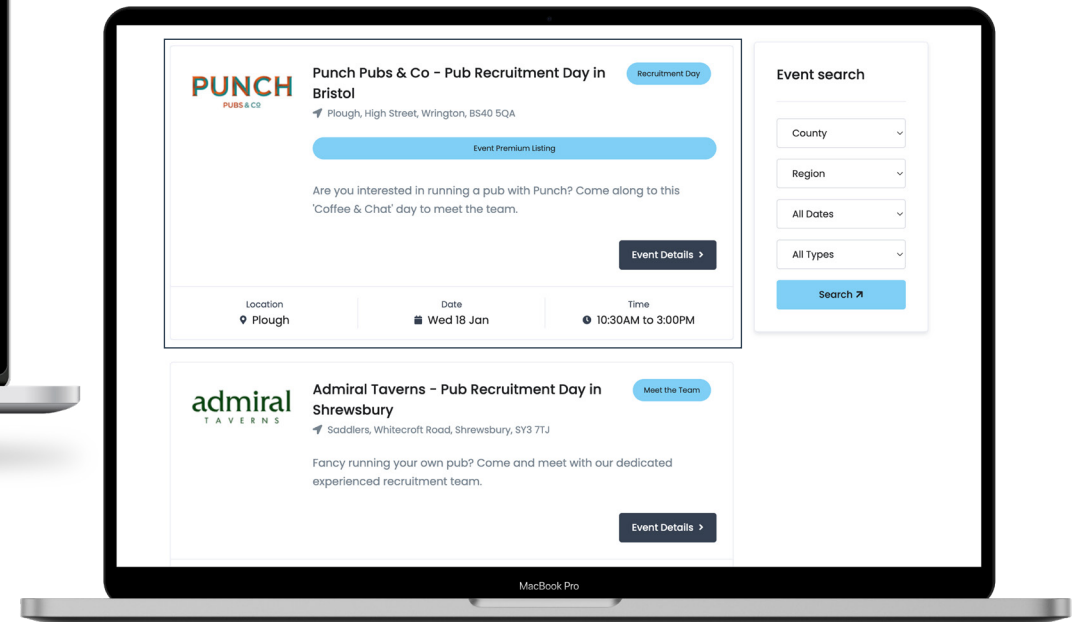 PUNCH
PUBS & CO
Punch Pubs & Co - Pub Recruitment Day in
Bristol
Recruitment Day
Plough, High Street, Wrington, BS40 5QA
Event Premium Listing
Are you interested in running a pub with Punch? Come along to this
'Coffee & Chat' day to meet the team.
Event Details >
Location
Plough
Date
Wed 18 Jan
Time
10:30AM to 3:00PM
admiral
TAVERNS
Admiral Taverns - Pub Recruitment Day in
Shrewsbury
Meet the Team
Saddlers, Whitecroft Road, Shrewsbury, SY3 7TJ
Fancy running your own pub? Come and meet with our dedicated
experienced recruitment team.
Event Details >
Event search
County
Region
All Dates
All Types
Search
MacBook Pro